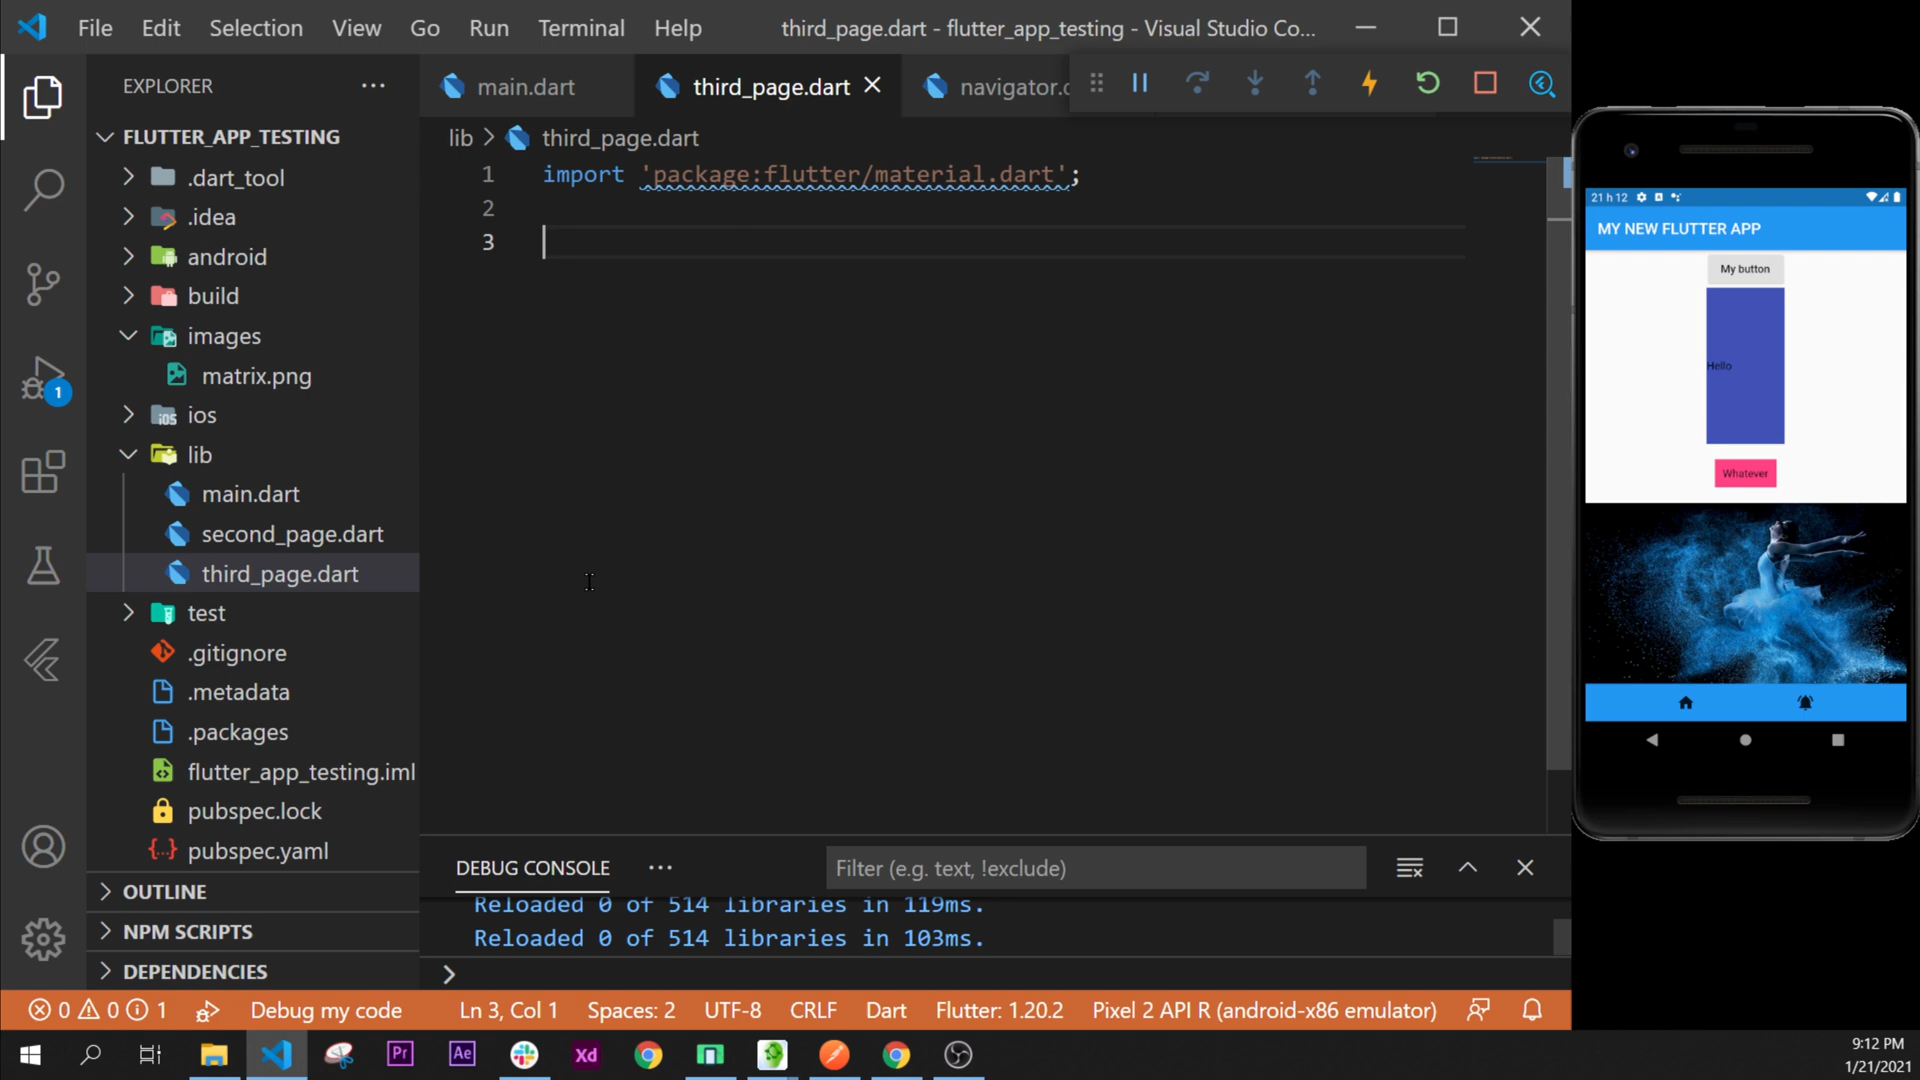 File Edit Selection View Go Run Terminal Help third_page.dart - flutter_app_testing - Visual Studio Co...
EXPLORER
main.dart third_page.dart navigator.
FLUTTER_APP_TESTING
.dart_tool
.idea
android
build
images
matrix.png
ios
lib
main.dart
second_page.dart
third_page.dart
test
.gitignore
.metadata
.packages
flutter_app_testing.iml
pubspec.lock
pubspec.yaml
OUTLINE
NPM SCRIPTS
DEPENDENCIES
1
lib > third_page.dart
1 import 'package:flutter/material.dart';
2
3
DEBUG CONSOLE Filter (e.g. text, !exclude)
Reloaded 0 of 514 libraries in 119ms.
Reloaded 0 of 514 libraries in 103ms.
>
0 0 1 Debug my code Ln 3, Col 1 Spaces: 2 UTF-8 CRLF Dart Flutter: 1.20.2 Pixel 2 API R (android-x86 emulator)
21 h 12
MY NEW FLUTTER APP
My button
Hello
Whatever
Pr Ae Xd
9:12 PM
1/21/2021